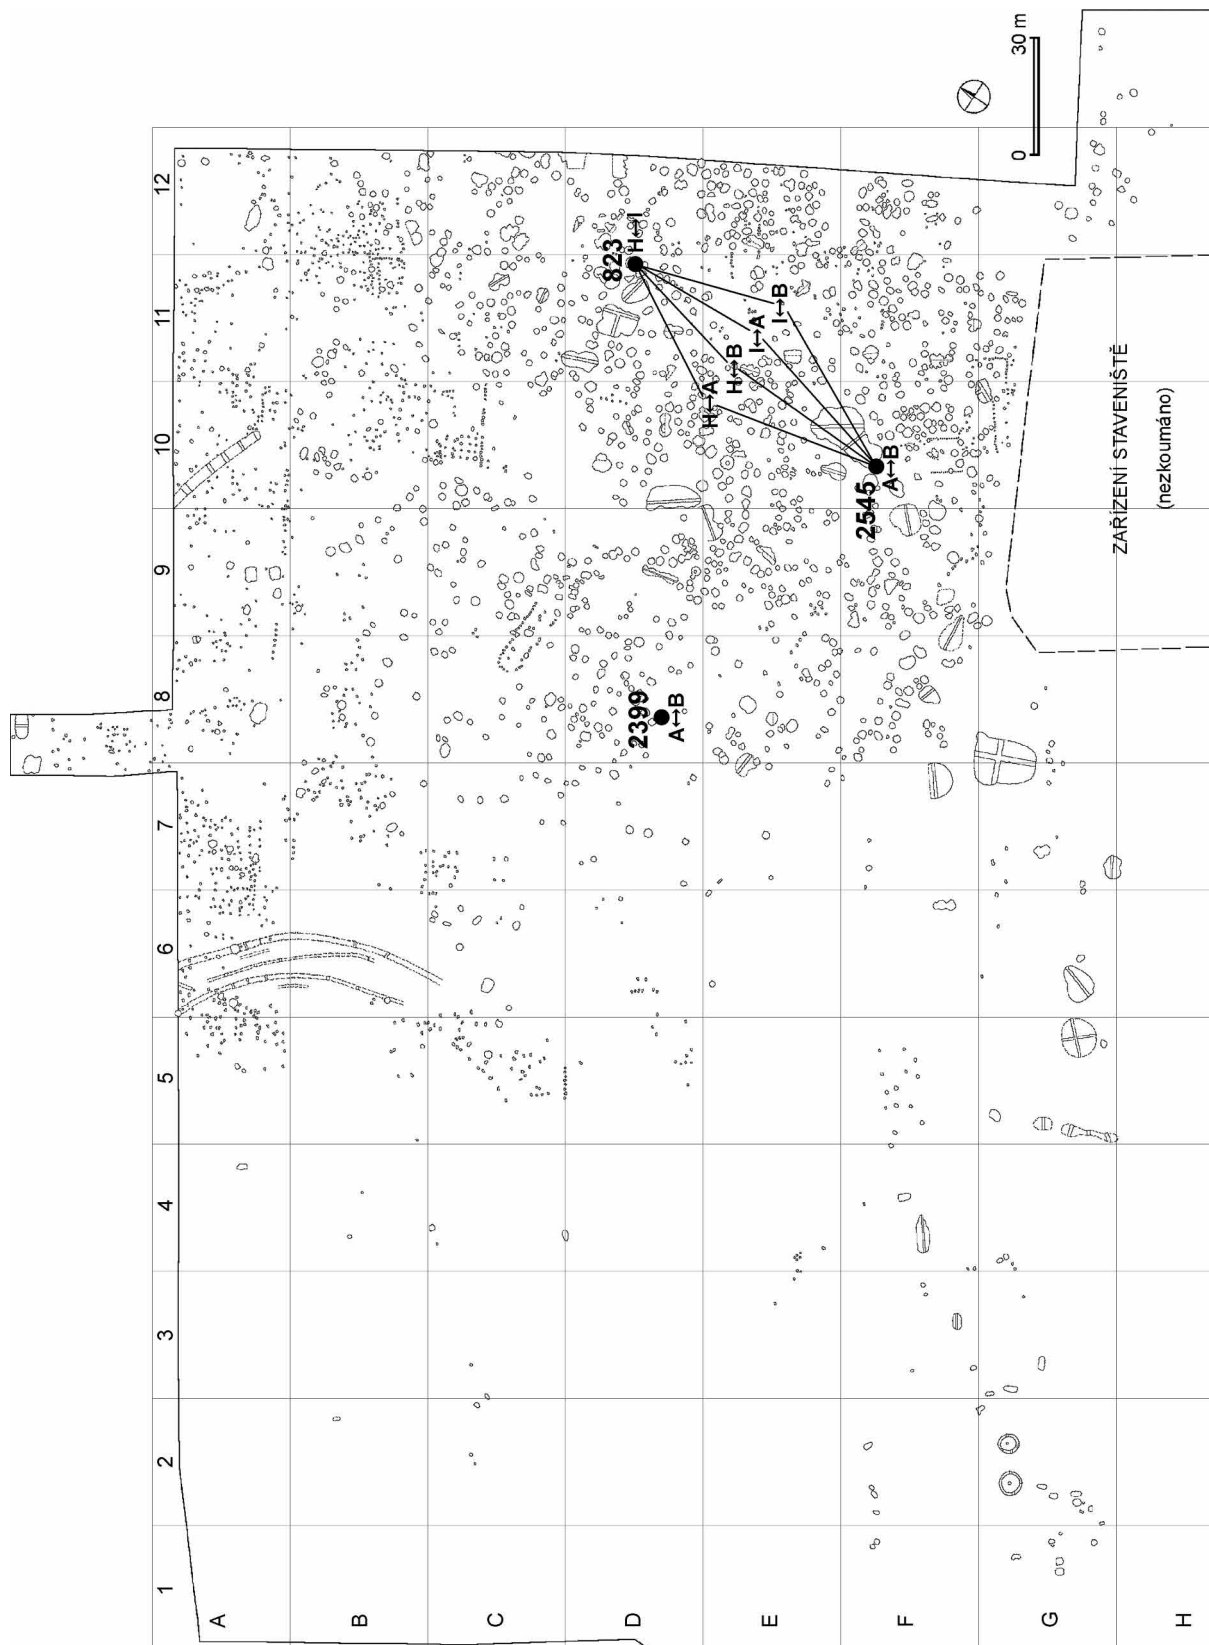 30 m
0
12
11
10
9
8
7
6
5
4
3
2
1
A
B
C
D
E
F
G
H
823
H↔I
H↔A
H↔B
I↔A
I↔B
2545
A↔B
2399
A↔B
ZAŘÍZENÍ STAVENIŠTĚ
(nezkoumáno)